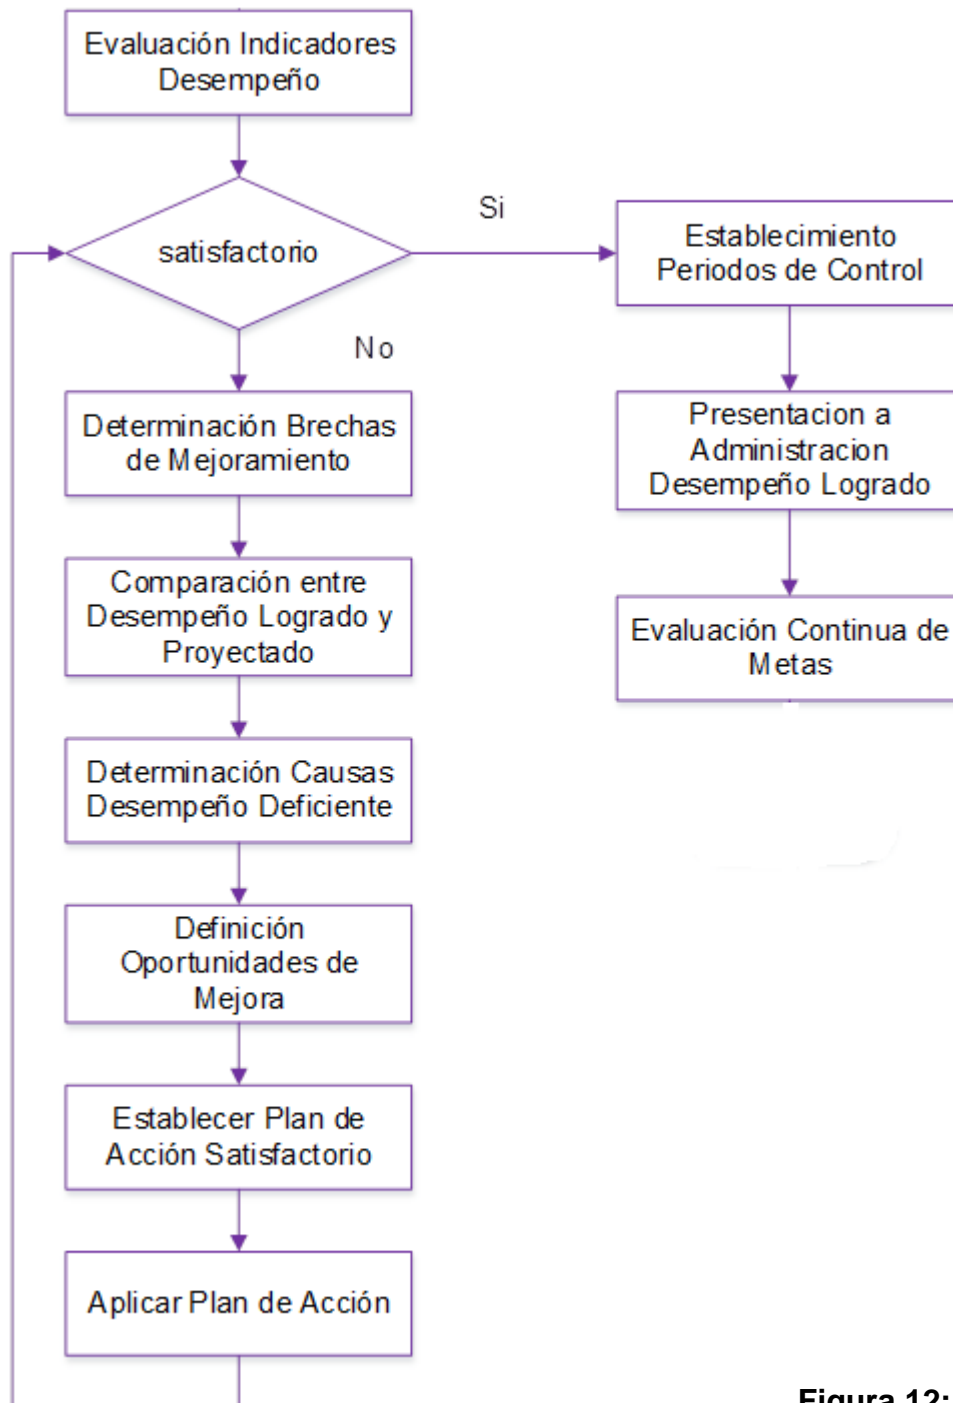 Evaluación Indicadores
Desempeño
satisfactorio
Si
No
Establecimiento
Periodos de Control
Presentacion a
Administracion
Desempeño Logrado
Evaluación Continua de
Metas
Determinación Brechas
de Mejoramiento
Comparación entre
Desempeño Logrado y
Proyectado
Determinación Causas
Desempeño Deficiente
Definición
Oportunidades de
Mejora
Establecer Plan de
Acción Satisfactorio
Aplicar Plan de Acción
Figura 12: